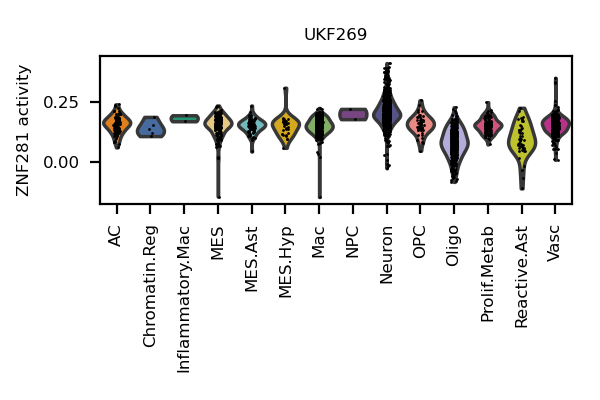 UKF269
ZNF281 activity
0.25
0.00
AC
Chromatin.Reg
Inflammatory.Mac
MES
MES.Ast
MES.Hyp
Mac
NPC
Neuron
OPC
Oligo
Prolif.Metab
Reactive.Ast
Vasc